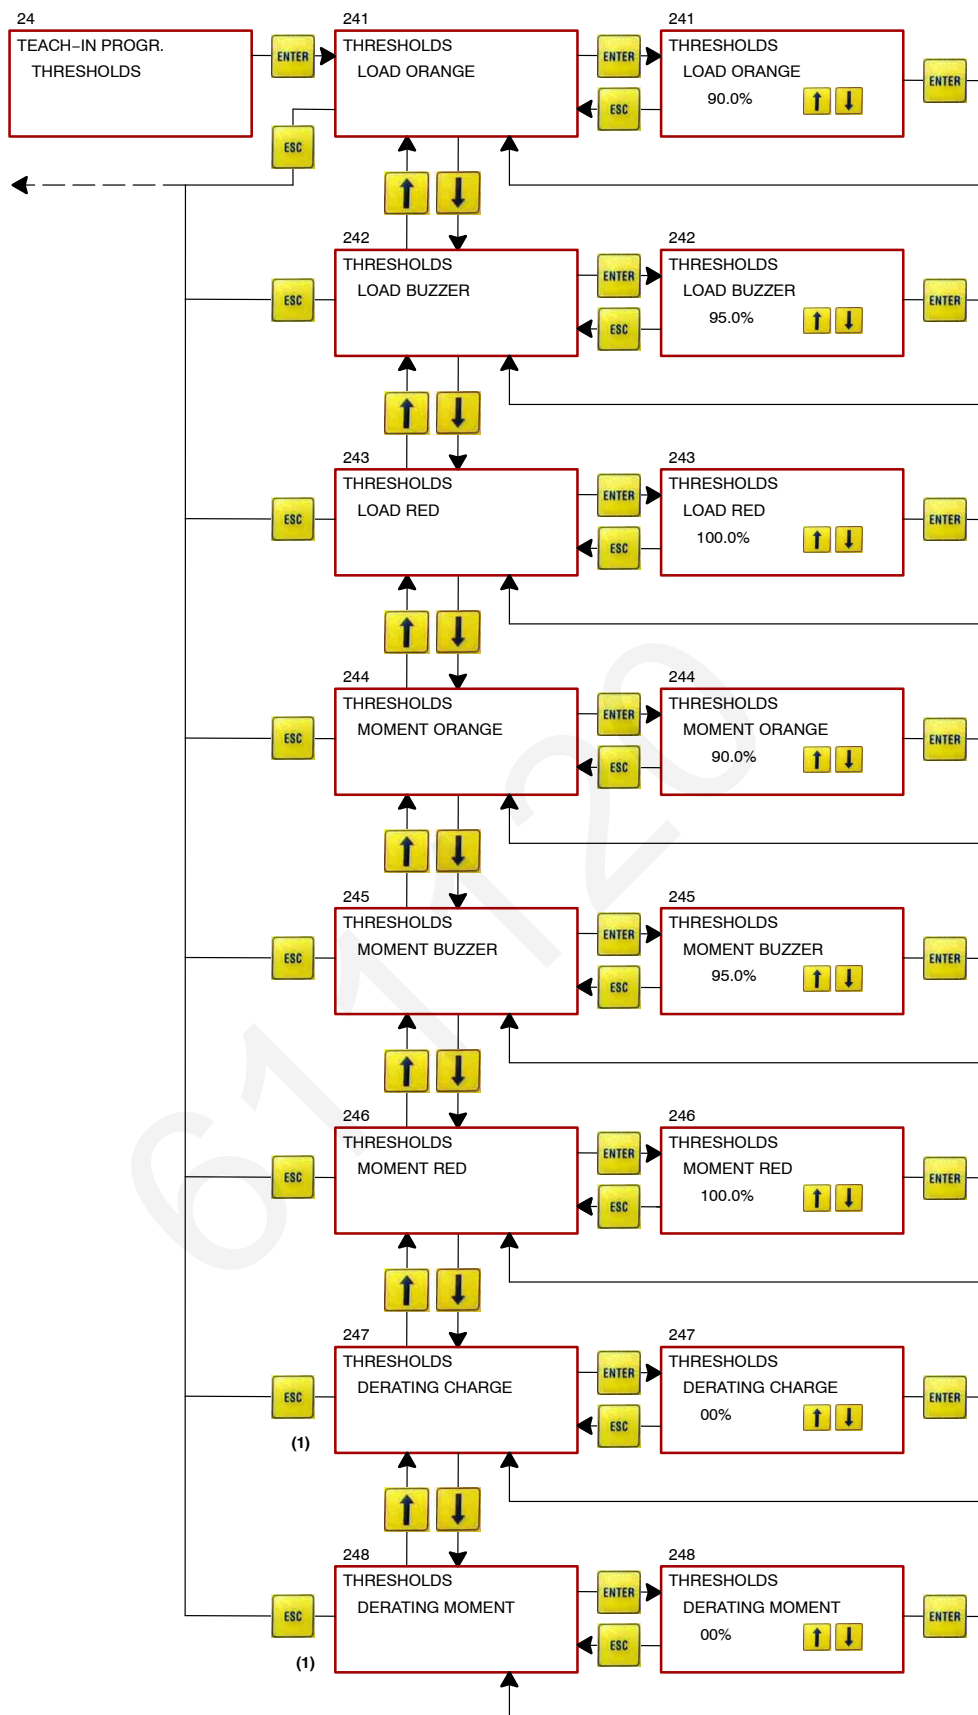 24
TEACH–IN PROGR.
THRESHOLDS
ENTER
ESC
241
THRESHOLDS
LOAD ORANGE
ENTER
ESC
241
THRESHOLDS
LOAD ORANGE
90.0%
ENTER
ESC
242
THRESHOLDS
LOAD BUZZER
ENTER
ESC
242
THRESHOLDS
LOAD BUZZER
95.0%
ENTER
ESC
243
THRESHOLDS
LOAD RED
ENTER
ESC
243
THRESHOLDS
LOAD RED
100.0%
ENTER
ESC
244
THRESHOLDS
MOMENT ORANGE
ENTER
ESC
244
THRESHOLDS
MOMENT ORANGE
90.0%
ENTER
ESC
245
THRESHOLDS
MOMENT BUZZER
ENTER
ESC
245
THRESHOLDS
MOMENT BUZZER
95.0%
ENTER
ESC
246
THRESHOLDS
MOMENT RED
ENTER
ESC
246
THRESHOLDS
MOMENT RED
100.0%
ENTER
ESC
(1)
247
THRESHOLDS
DERATING CHARGE
ENTER
ESC
247
THRESHOLDS
DERATING CHARGE
00%
ENTER
ESC
(1)
248
THRESHOLDS
DERATING MOMENT
ENTER
ESC
248
THRESHOLDS
DERATING MOMENT
00%
ENTER
611120